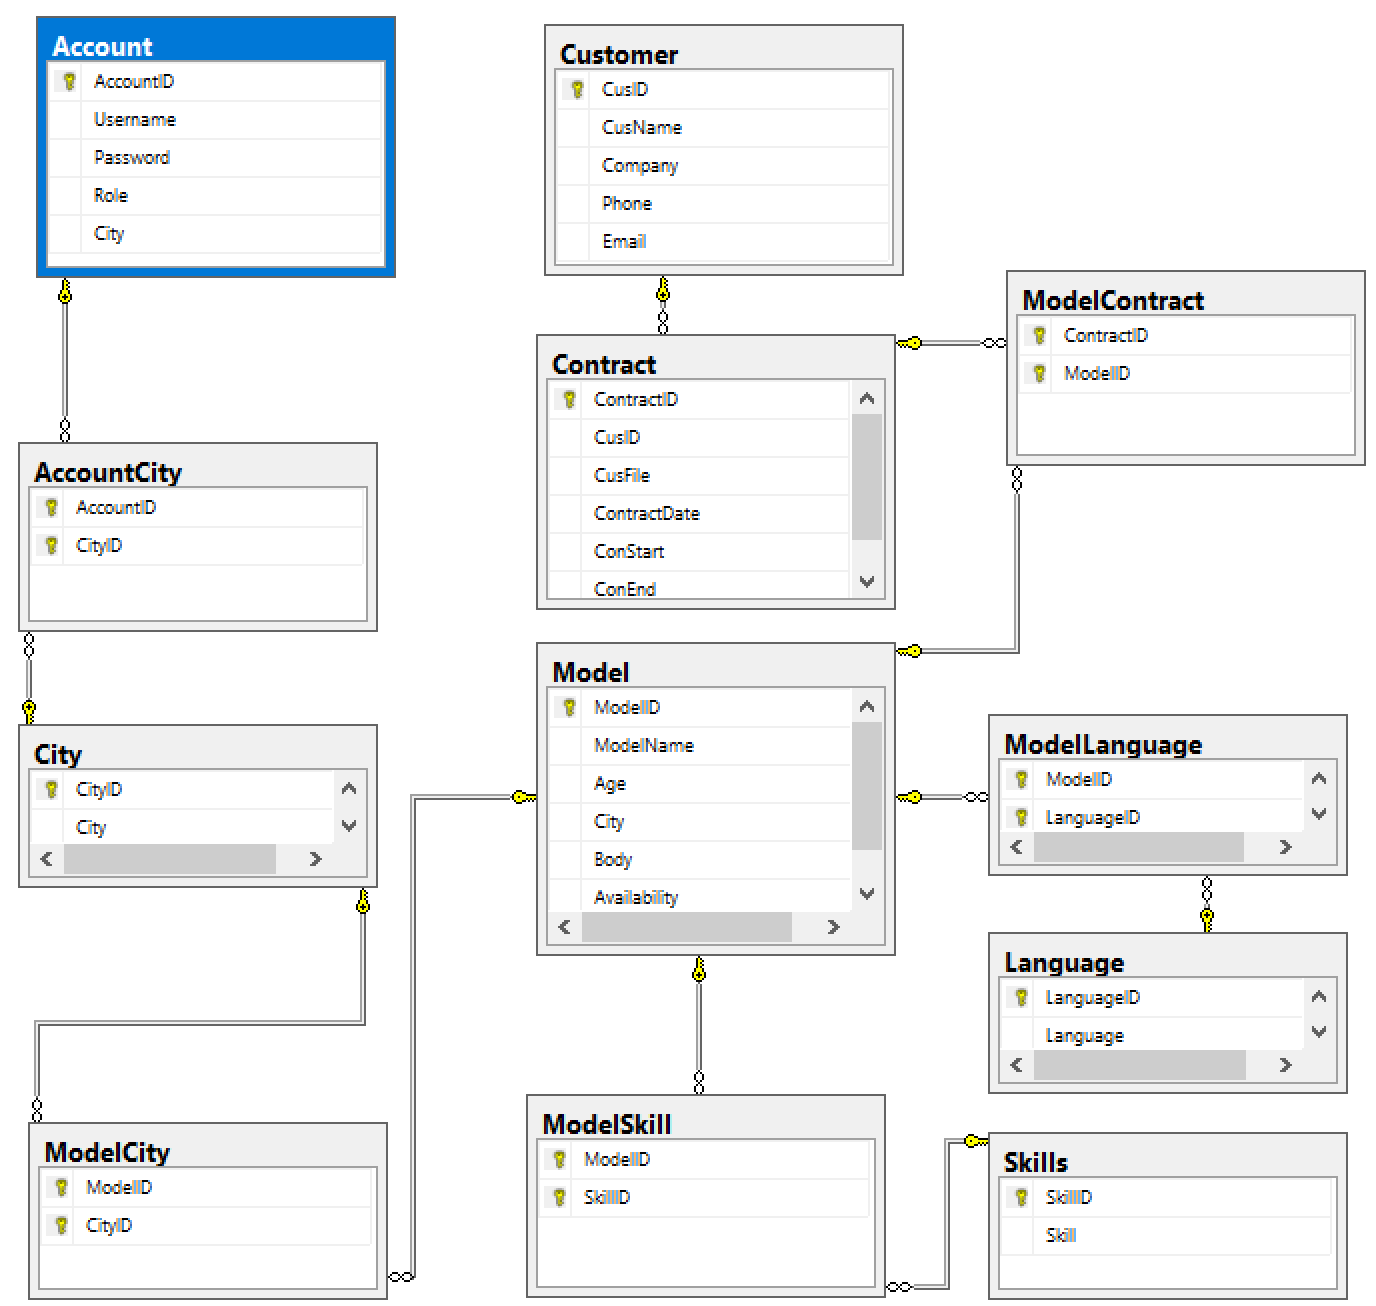 Account
AccountID
Username
Password
Role
City
Customer
CusID
CusName
Company
Phone
Email
ModelContract
ContractID
ModelID
Contract
ContractID
CusID
CusFile
ContractDate
ConStart
ConEnd
AccountCity
AccountID
CityID
City
CityID
City
Model
ModelID
ModelName
Age
City
Body
Availability
ModelLanguage
ModelID
LanguageID
Language
LanguageID
Language
ModelCity
ModelID
CityID
ModelSkill
ModelID
SkillID
Skills
SkillID
Skill